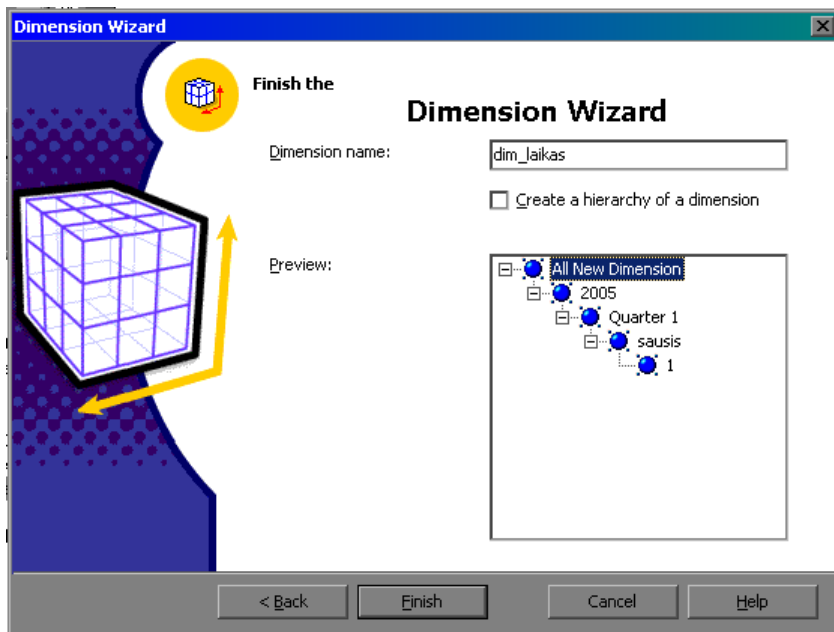 Dimension Wizard
Finish the
Dimension Wizard
Dimension name:
dim_laikas
Create a hierarchy of a dimension
Preview:
All New Dimension
2005
Quarter 1
sausis
1
< Back
Finish
Cancel
Help